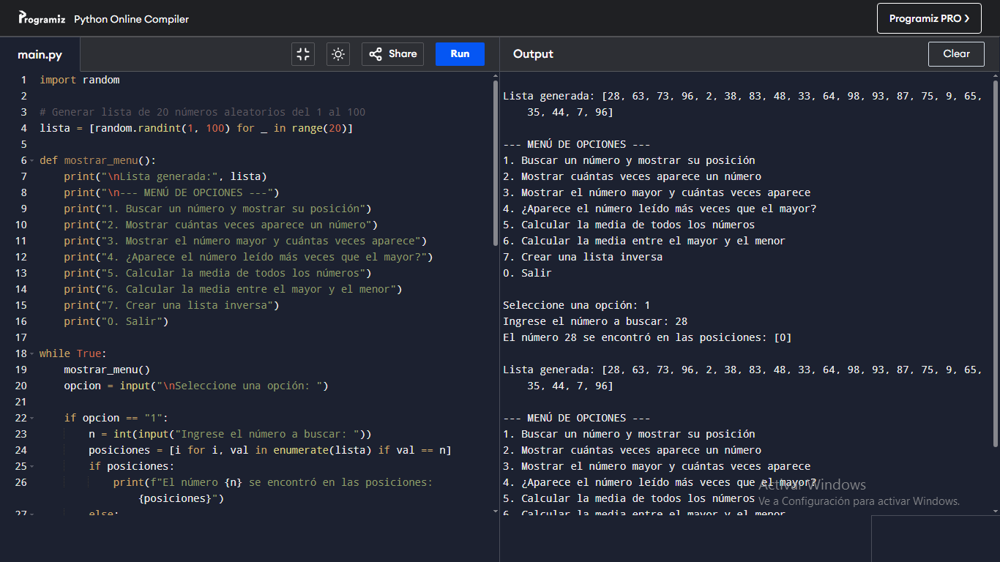 Programiz Python Online Compiler
Programiz PRO >
main.py
Share
Run
Output
Clear
1 import random
2
3 # Generar lista de 20 números aleatorios del 1 al 100
4 lista = [random.randint(1, 100) for _ in range(20)]
5
6 def mostrar_menu():
7 print("\nLista generada:", lista)
8 print("\n--- MENÚ DE OPCIONES ---")
9 print("1. Buscar un número y mostrar su posición")
10 print("2. Mostrar cuántas veces aparece un número")
11 print("3. Mostrar el número mayor y cuántas veces aparece")
12 print("4. ¿Aparece el número leído más veces que el mayor?")
13 print("5. Calcular la media de todos los números")
14 print("6. Calcular la media entre el mayor y el menor")
15 print("7. Crear una lista inversa")
16 print("0. Salir")
17
18 while True:
19 mostrar_menu()
20 opcion = input("\nSeleccione una opción: ")
21
22 if opcion == "1":
23 n = int(input("Ingrese el número a buscar: "))
24 posiciones = [i for i, val in enumerate(lista) if val == n]
25 if posiciones:
26 print(f"El número {n} se encontró en las posiciones:
{posiciones}")
27 else:
Lista generada: [28, 63, 73, 96, 2, 38, 83, 48, 33, 64, 98, 93, 87, 75, 9, 65,
35, 44, 7, 96]
--- MENÚ DE OPCIONES ---
1. Buscar un número y mostrar su posición
2. Mostrar cuántas veces aparece un número
3. Mostrar el número mayor y cuántas veces aparece
4. ¿Aparece el número leído más veces que el mayor?
5. Calcular la media de todos los números
6. Calcular la media entre el mayor y el menor
7. Crear una lista inversa
0. Salir
Seleccione una opción: 1
Ingrese el número a buscar: 28
El número 28 se encontró en las posiciones: [0]
Lista generada: [28, 63, 73, 96, 2, 38, 83, 48, 33, 64, 98, 93, 87, 75, 9, 65,
35, 44, 7, 96]
--- MENÚ DE OPCIONES ---
1. Buscar un número y mostrar su posición
2. Mostrar cuántas veces aparece un número
3. Mostrar el número mayor y cuántas veces aparece
4. ¿Aparece el número leído más veces que el mayor?
5. Calcular la media de todos los números
6. Calcular la media entre el mayor y el menor
Activar Windows
Ve a Configuración para activar Windows.